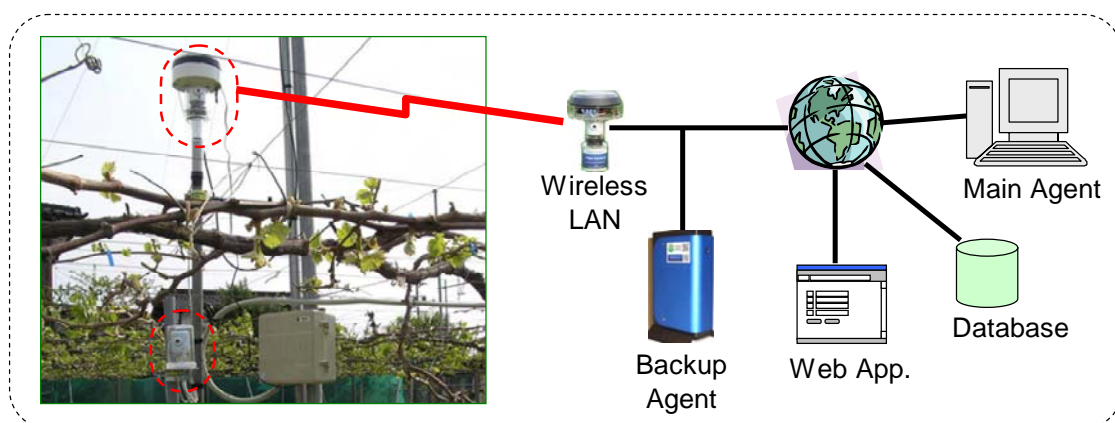 Wireless
LAN
Main Agent
Backup
Agent
Web App.
Database